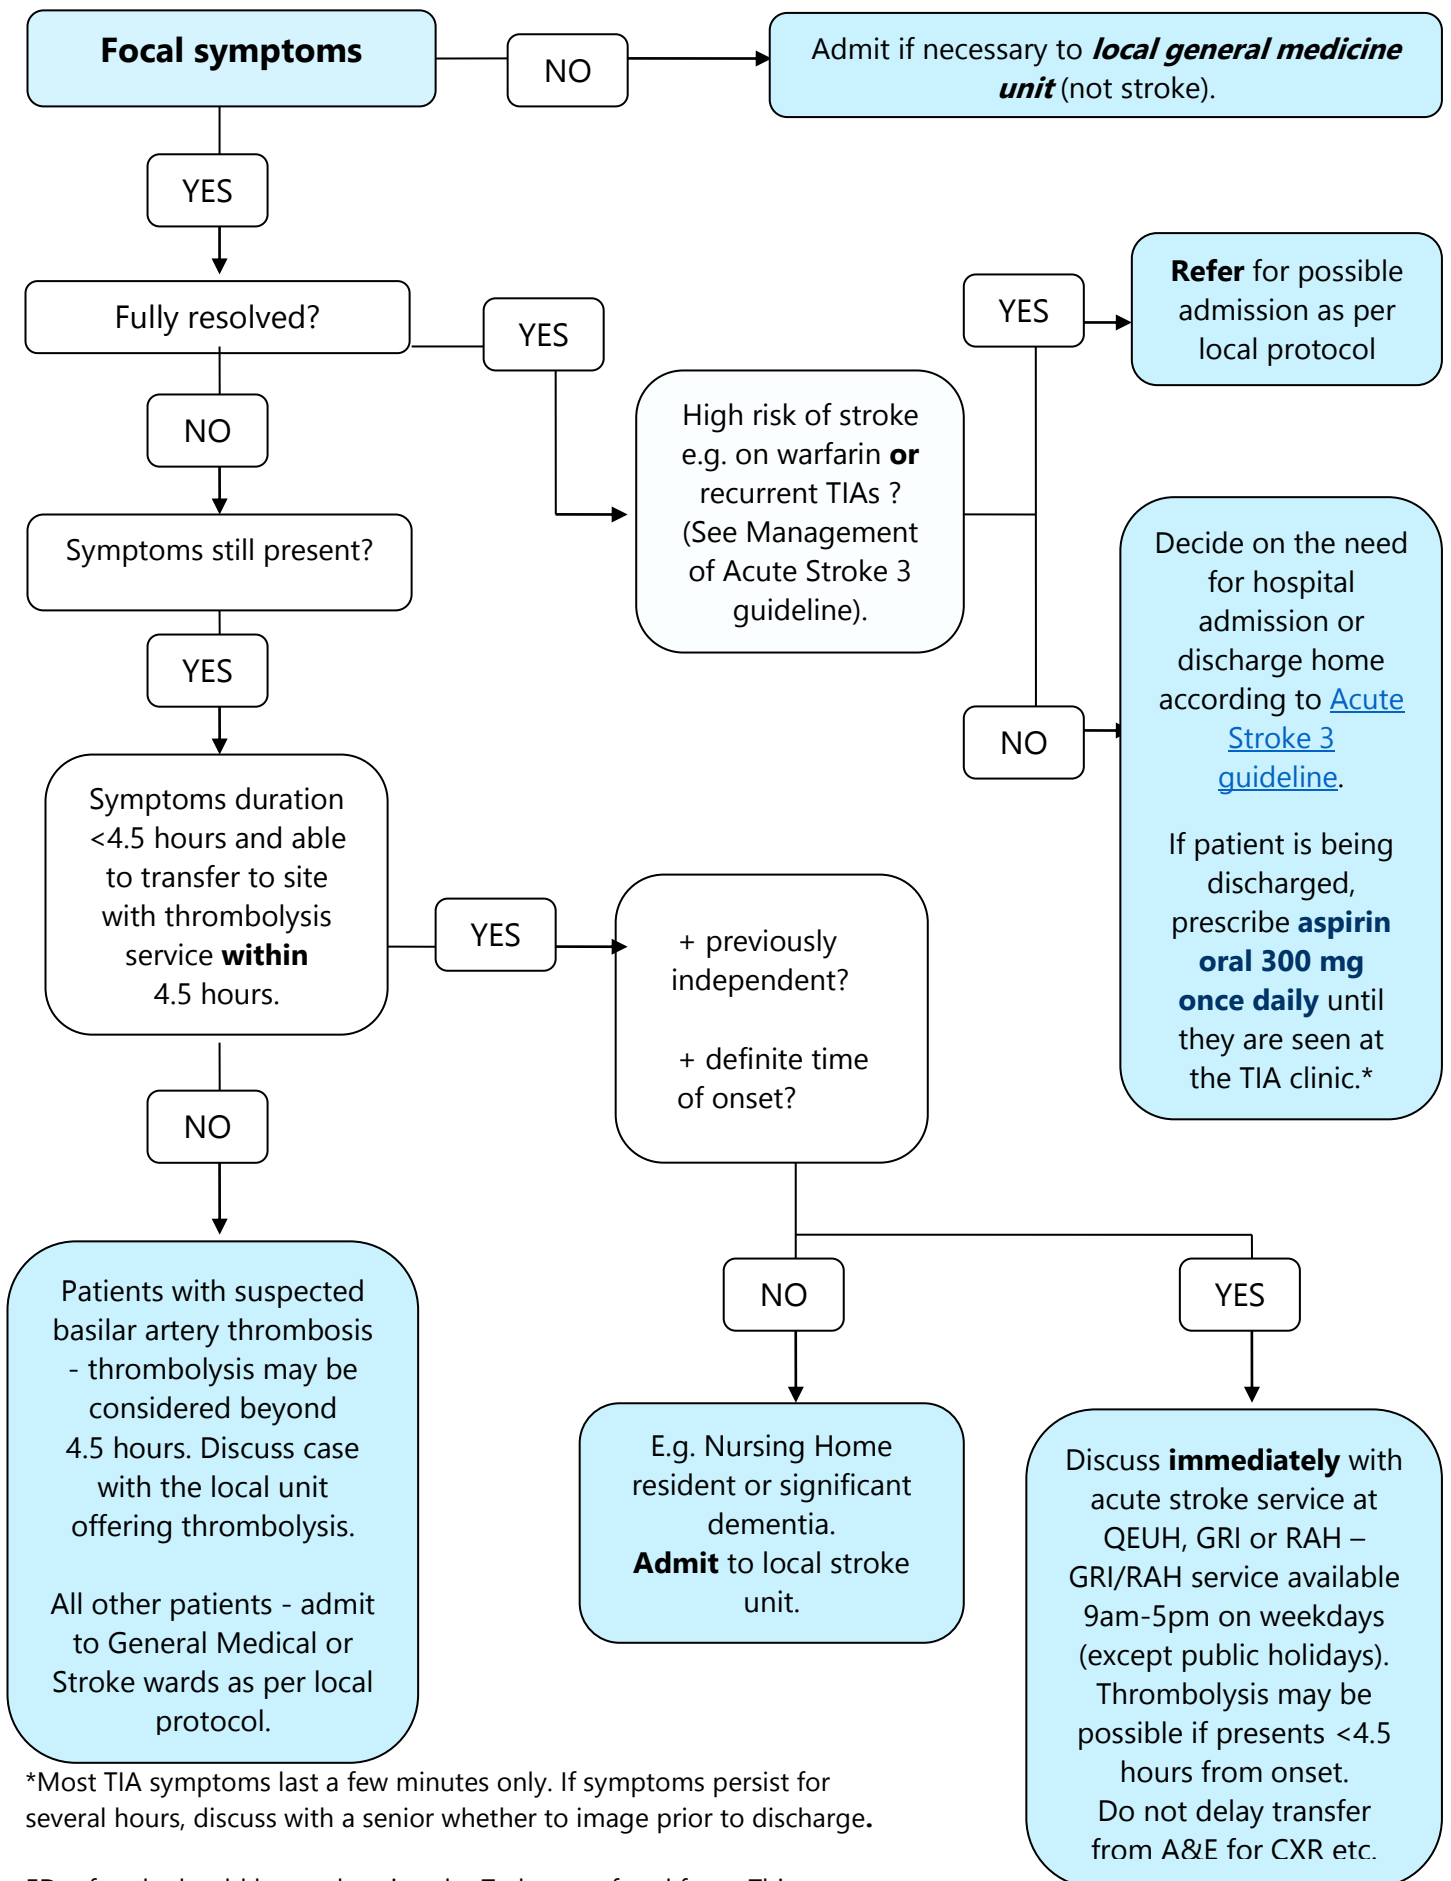 Focal symptoms
NO
Admit if necessary to local general medicine
unit (not stroke).
YES
Fully resolved?
YES
YES
Refer for possible
admission as per
local protocol
NO
High risk of stroke
e.g. on warfarin or
recurrent TIAs ?
(See Management
of Acute Stroke 3
guideline).
Symptoms still present?
Decide on the need
for hospital
admission or
discharge home
according to Acute
Stroke 3
guideline.
If patient is being
discharged,
prescribe aspirin
oral 300 mg
once daily until
they are seen at
the TIA clinic.*
YES
NO
Symptoms duration
<4.5 hours and able
to transfer to site
with thrombolysis
service within
4.5 hours.
YES
+ previously
independent?
+ definite time
of onset?
NO
NO
YES
Patients with suspected
basilar artery thrombosis
- thrombolysis may be
considered beyond
4.5 hours. Discuss case
with the local unit
offering thrombolysis.
All other patients - admit
to General Medical or
Stroke wards as per local
protocol.
E.g. Nursing Home
resident or significant
dementia.
Admit to local stroke
unit.
Discuss immediately with
acute stroke service at
QEUH, GRI or RAH –
GRI/RAH service available
9am-5pm on weekdays
(except public holidays).
Thrombolysis may be
possible if presents <4.5
hours from onset.
Do not delay transfer
from A&E for CXR etc.
*Most TIA symptoms last a few minutes only. If symptoms persist for
several hours, discuss with a senior whether to image prior to discharge.